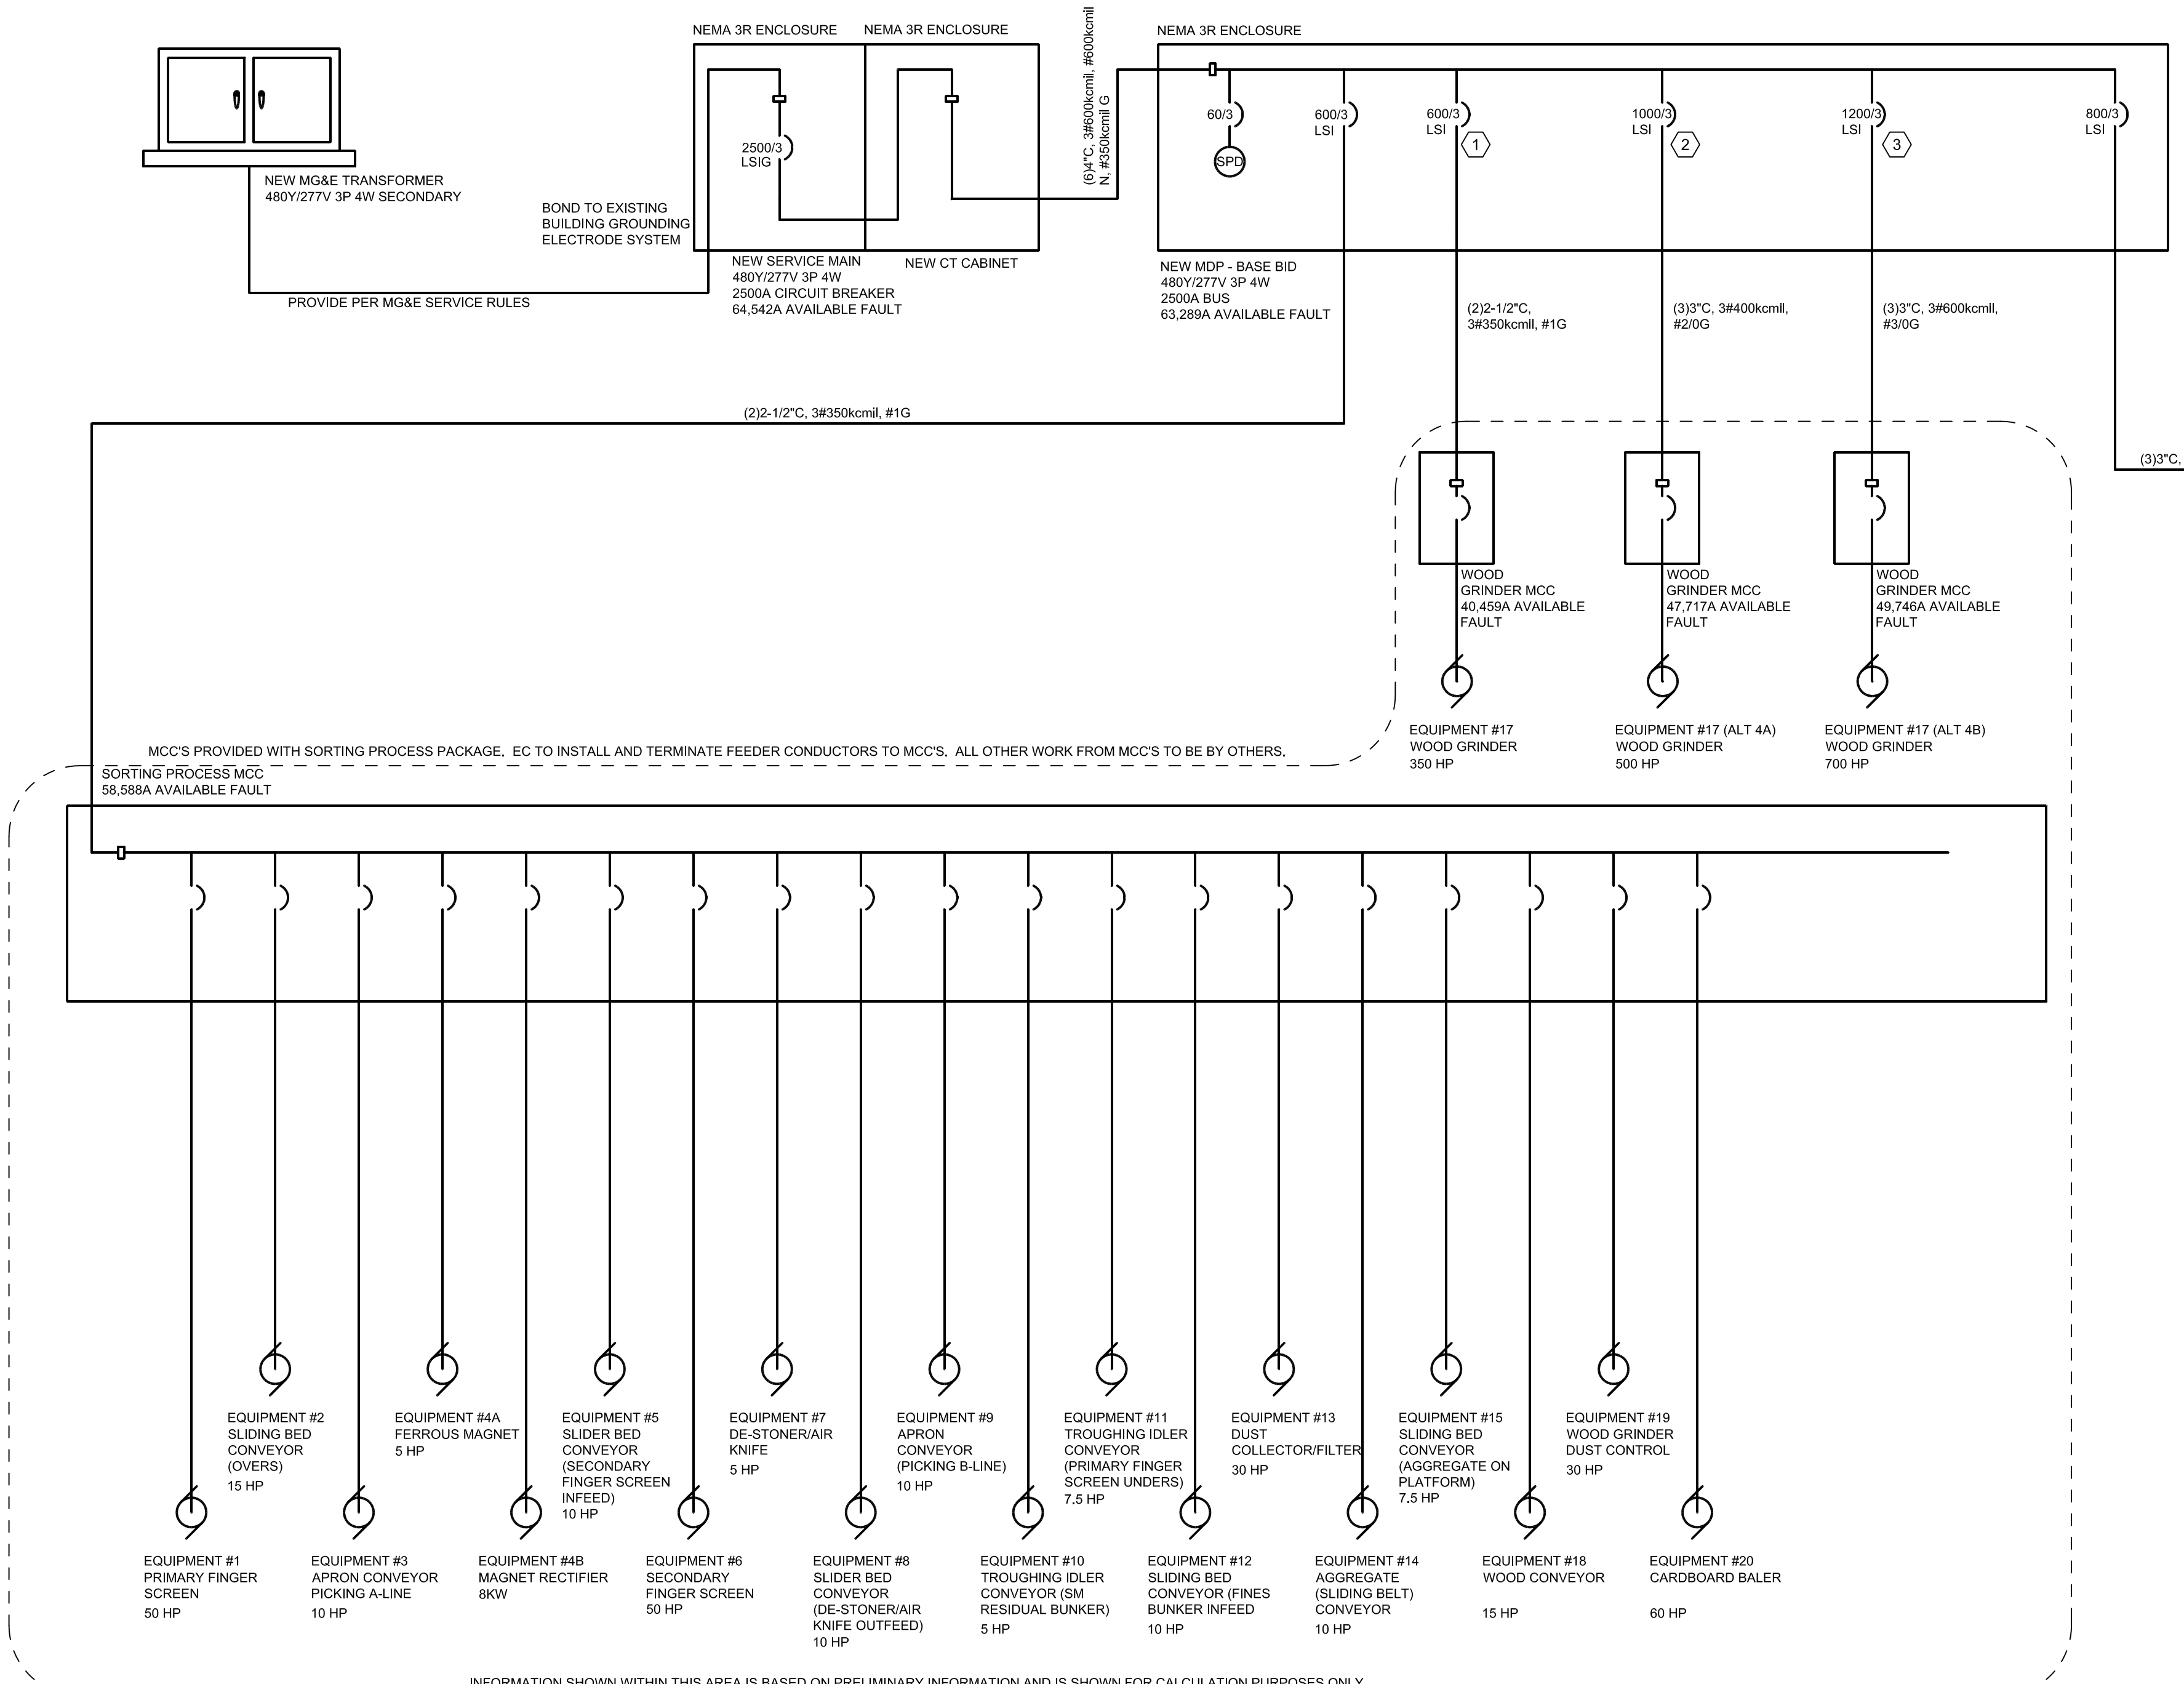 NEMA 3R ENCLOSURE
NEMA 3R ENCLOSURE
NEMA 3R ENCLOSURE
(6)4"C, 3#600kcmil, #600kcmil
N, #350kcmil G
2500/3
LSIG
60/3
SPD
600/3
LSI
600/3
LSI
1
1000/3
LSI
2
1200/3
LSI
3
800/3
LSI
NEW MG&E TRANSFORMER
480Y/277V 3P 4W SECONDARY
BOND TO EXISTING
BUILDING GROUNDING
ELECTRODE SYSTEM
PROVIDE PER MG&E SERVICE RULES
NEW SERVICE MAIN
480Y/277V 3P 4W
2500A CIRCUIT BREAKER
64,542A AVAILABLE FAULT
NEW CT CABINET
NEW MDP - BASE BID
480Y/277V 3P 4W
2500A BUS
63,289A AVAILABLE FAULT
(2)2-1/2"C,
3#350kcmil, #1G
(3)3"C, 3#400kcmil,
#2/0G
(3)3"C, 3#600kcmil,
#3/0G
(2)2-1/2"C, 3#350kcmil, #1G
(3)3"C,
WOOD
GRINDER MCC
40,459A AVAILABLE
FAULT
WOOD
GRINDER MCC
47,717A AVAILABLE
FAULT
WOOD
GRINDER MCC
49,746A AVAILABLE
FAULT
EQUIPMENT #17
WOOD GRINDER
350 HP
EQUIPMENT #17 (ALT 4A)
WOOD GRINDER
500 HP
EQUIPMENT #17 (ALT 4B)
WOOD GRINDER
700 HP
MCC'S PROVIDED WITH SORTING PROCESS PACKAGE. EC TO INSTALL AND TERMINATE FEEDER CONDUCTORS TO MCC'S. ALL OTHER WORK FROM MCC'S TO BE BY OTHERS.
SORTING PROCESS MCC
58,588A AVAILABLE FAULT
EQUIPMENT #2
SLIDING BED
CONVEYOR
(OVERS)
15 HP
EQUIPMENT #4A
FERROUS MAGNET
5 HP
EQUIPMENT #5
SLIDER BED
CONVEYOR
(SECONDARY
FINGER SCREEN
INFEED)
10 HP
EQUIPMENT #7
DE-STONER/AIR
KNIFE
5 HP
EQUIPMENT #9
APRON
CONVEYOR
(PICKING B-LINE)
10 HP
EQUIPMENT #11
TROUGHING IDLER
CONVEYOR
(PRIMARY FINGER
SCREEN UNDERS)
7.5 HP
EQUIPMENT #13
DUST
COLLECTOR/FILTER
30 HP
EQUIPMENT #15
SLIDING BED
CONVEYOR
(AGGREGATE ON
PLATFORM)
7.5 HP
EQUIPMENT #19
WOOD GRINDER
DUST CONTROL
30 HP
EQUIPMENT #1
PRIMARY FINGER
SCREEN
50 HP
EQUIPMENT #3
APRON CONVEYOR
PICKING A-LINE
10 HP
EQUIPMENT #4B
MAGNET RECTIFIER
8KW
EQUIPMENT #6
SECONDARY
FINGER SCREEN
50 HP
EQUIPMENT #8
SLIDER BED
CONVEYOR
(DE-STONER/AIR
KNIFE OUTFEED)
10 HP
EQUIPMENT #10
TROUGHING IDLER
CONVEYOR (SM
RESIDUAL BUNKER)
5 HP
EQUIPMENT #12
SLIDING BED
CONVEYOR (FINES
BUNKER INFEED
10 HP
EQUIPMENT #14
AGGREGATE
(SLIDING BELT)
CONVEYOR
10 HP
EQUIPMENT #18
WOOD CONVEYOR
15 HP
EQUIPMENT #20
CARDBOARD BALER
60 HP
INFORMATION SHOWN WITHIN THIS AREA IS BASED ON PRELIMINARY INFORMATION AND IS SHOWN FOR CALCULATION PURPOSES ONLY